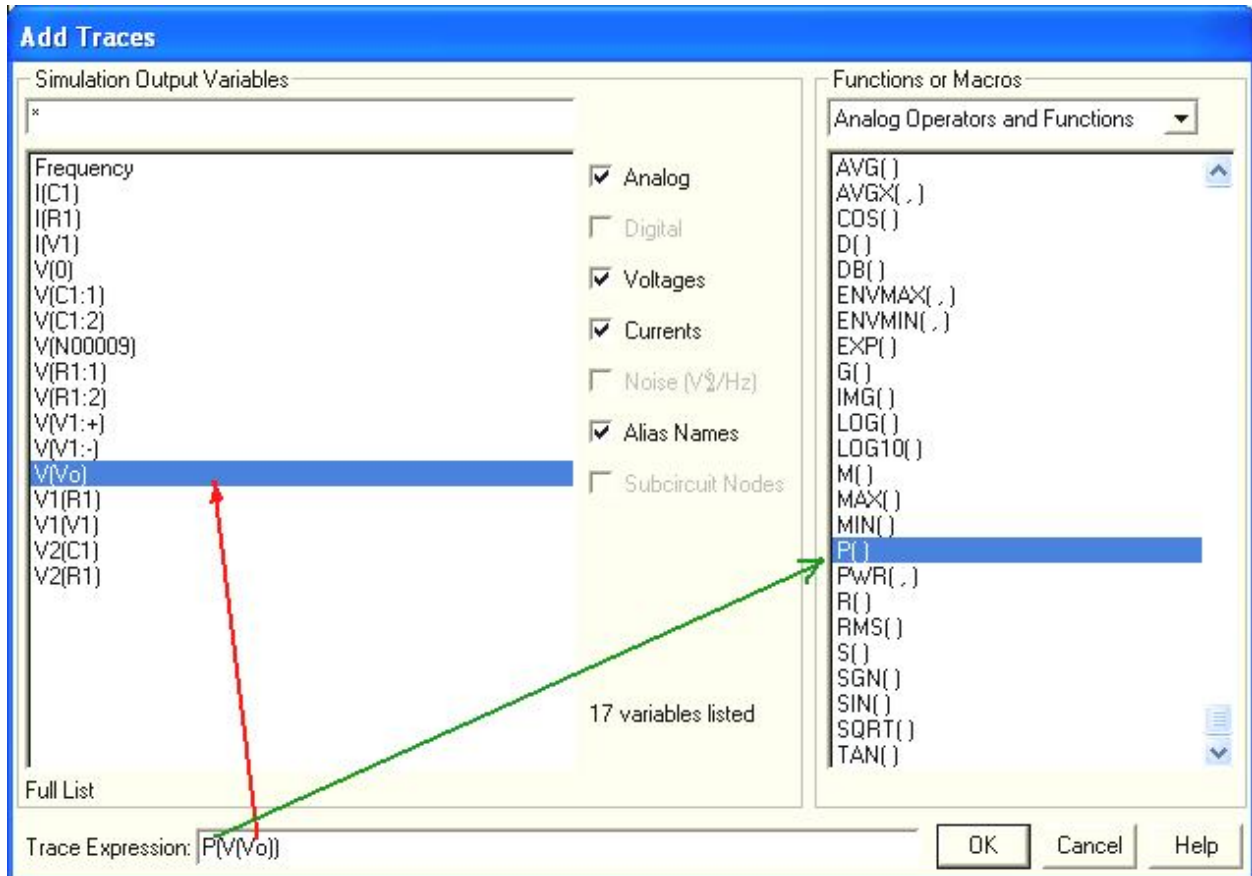 Add Traces
Simulation Output Variables
*
Frequency
I(C1)
I(R1)
I(V1)
V(0)
V(C1:1)
V(C1:2)
V(N00009)
V(R1:1)
V(R1:2)
V(V1:+)
V(V1:-)
V(Vo)
V1(R1)
V1(V1)
V2(C1)
V2(R1)
Full List
Analog
Digital
Voltages
Currents
Noise (V²/Hz)
Alias Names
Subcircuit Nodes
17 variables listed
Functions or Macros
Analog Operators and Functions
AVG( )
AVGX( , )
COS( )
D( )
DB( )
ENVMAX( , )
ENVMIN( , )
EXP( )
G( )
IMG( )
LOG( )
LOG10( )
M( )
MAX( )
MIN( )
P( )
PWR( , )
R( )
RMS( )
S( )
SGN( )
SIN( )
SQRT( )
TAN( )
Trace Expression: P(V(Vo))
OK Cancel Help